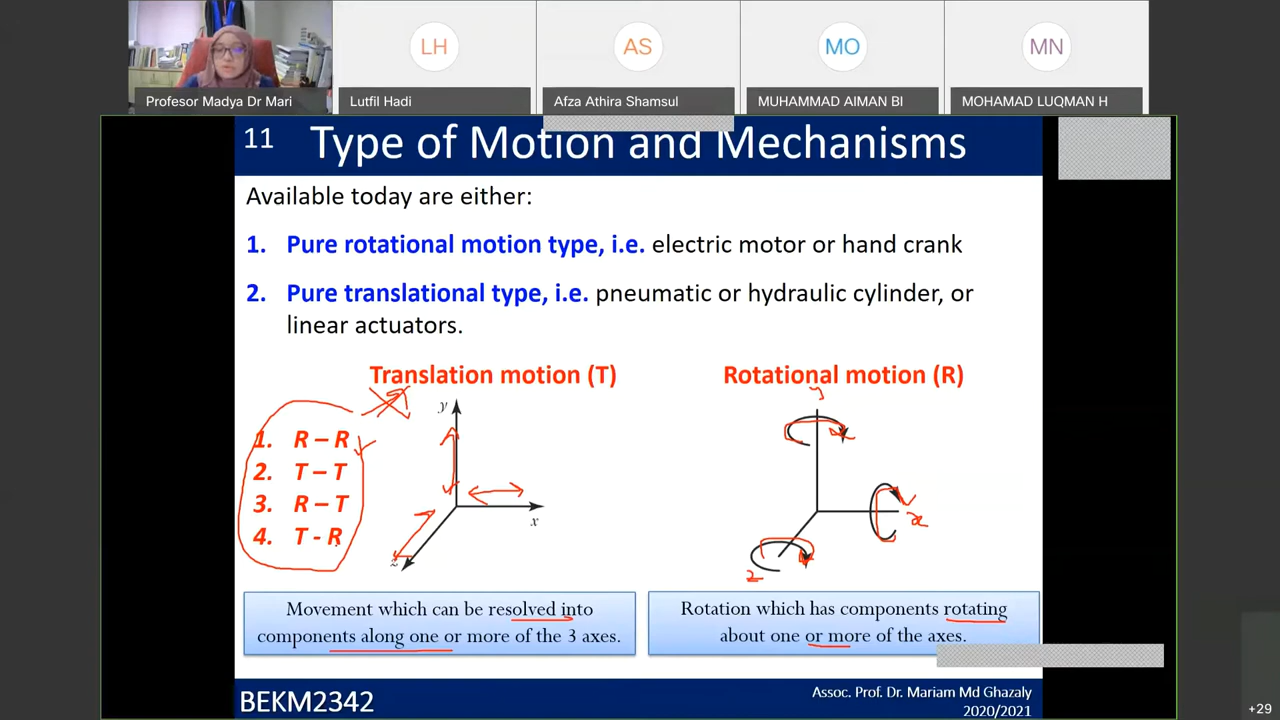 LH
AS
MO
MN
Profesor Madya Dr Mari
Lutfil Hadi
Afza Athira Shamsul
MUHAMMAD AIMAN BI
MOHAMAD LUQMAN H
11 Type of Motion and Mechanisms
Available today are either:
1. Pure rotational motion type, i.e. electric motor or hand crank
2. Pure translational type, i.e. pneumatic or hydraulic cylinder, or
linear actuators.
Translation motion (T)
Rotational motion (R)
1. R – R
2. T – T
3. R – T
4. T - R
y
x
z
y
x
z
Movement which can be resolved into
components along one or more of the 3 axes.
Rotation which has components rotating
about one or more of the axes.
BEKM2342
Assoc. Prof. Dr. Mariam Md Ghazaly
2020/2021
+29